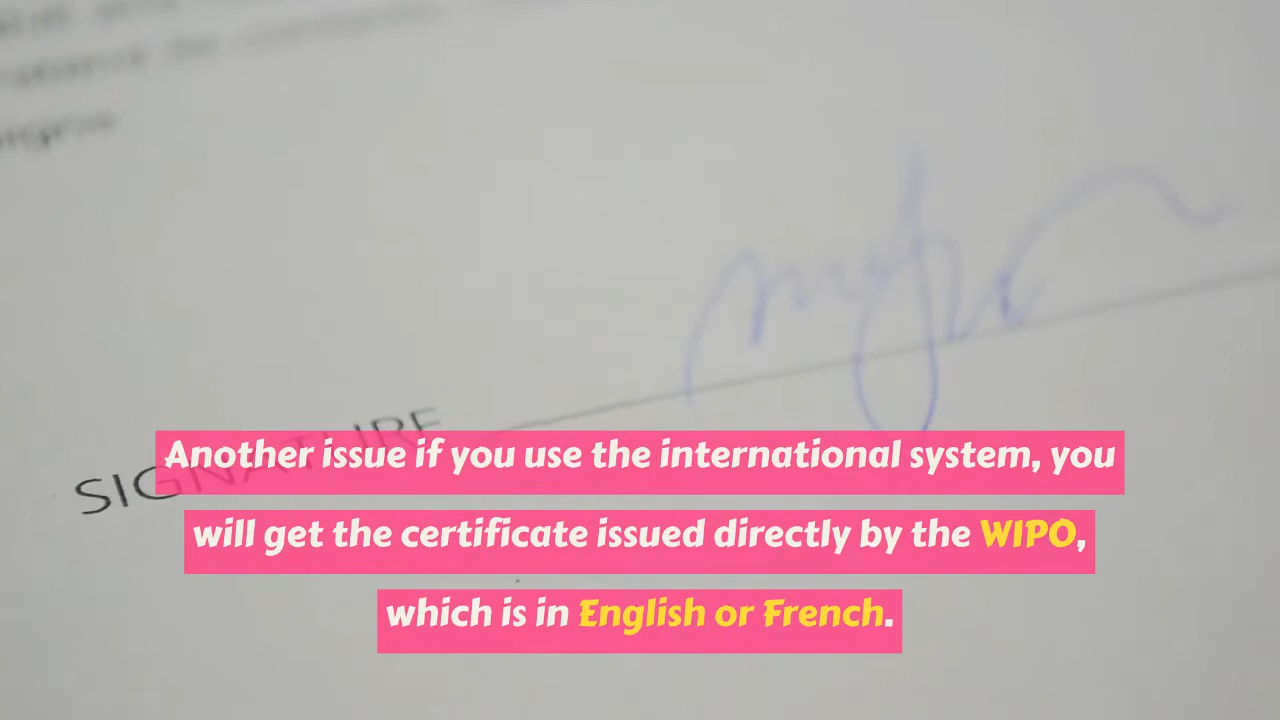 SIGNATURE
Another issue if you use the international system, you
will get the certificate issued directly by the WIPO,
which is in English or French.